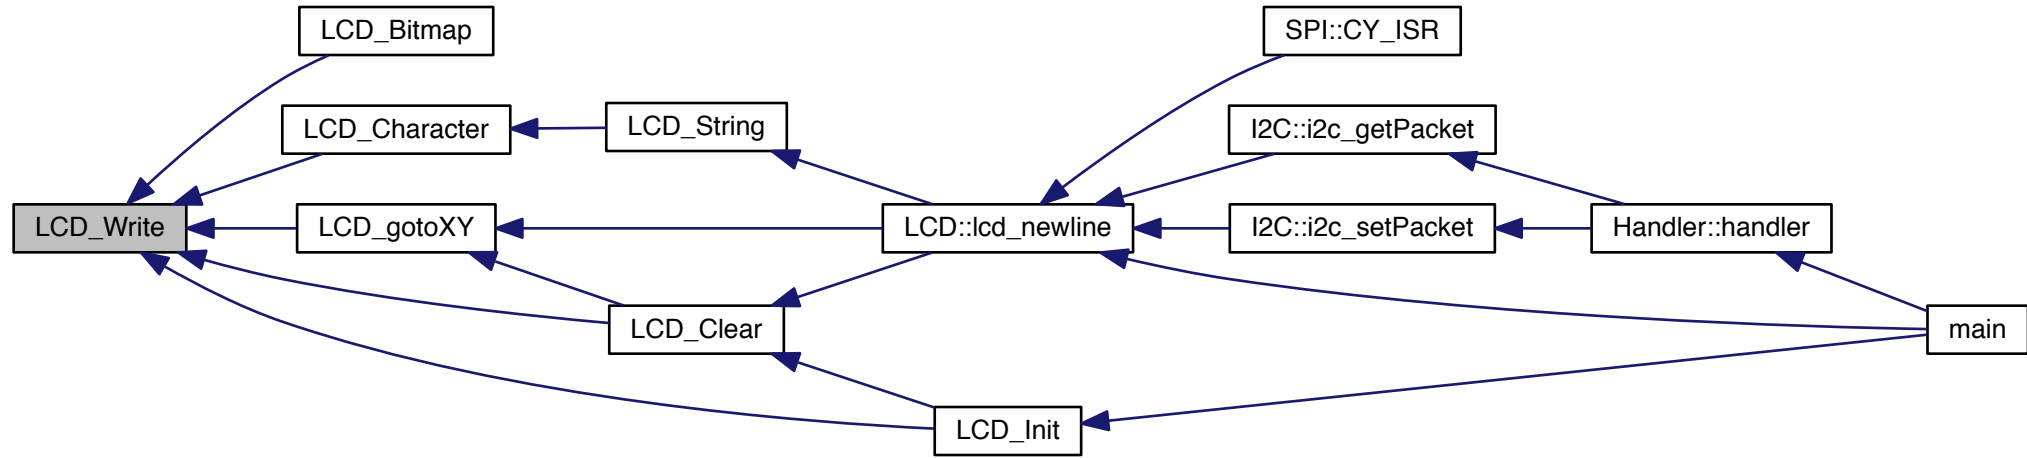 LCD_Bitmap
SPI::CY_ISR
LCD_Character
LCD_String
I2C::i2c_getPacket
LCD_Write
LCD_gotoXY
LCD::lcd_newline
I2C::i2c_setPacket
Handler::handler
LCD_Clear
main
LCD_Init